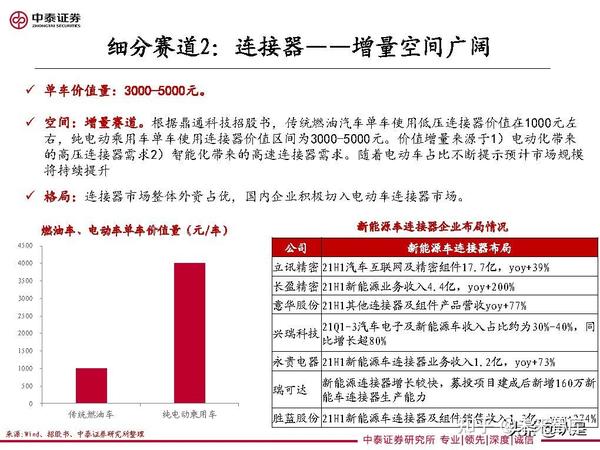 中泰证券
ZHONGTAI SECURITIES
细分赛道2：连接器——增量空间广阔
✓ 单车价值量：3000-5000元。
✓ 空间：增量赛道。根据鼎通科技招股书，传统燃油汽车单车使用低压连接器价值在1000元左
右，纯电动乘用车单车使用连接器价值区间为3000-5000元。价值增量来源于1）电动化带来
的高压连接器需求2）智能化带来的高速连接器需求。随着电动车占比不断提示预计市场规模
将持续提升
✓ 格局：连接器市场整体外资占优，国内企业积极切入电动车连接器市场。
燃油车、电动车单车价值量（元/车）
4500
4000
3500
3000
2500
2000
1500
1000
500
0
传统燃油车 纯电动乘用车
新能源车连接器企业布局情况
公司 新能源车连接器布局
立讯精密 21H1汽车互联网及精密组件17.7亿，yoy+39%
长盈精密 21H1新能源业务收入4.4亿，yoy+200%
意华股份 21H1其他连接器及组件产品营收yoy+77%
兴瑞科技 21Q1-3汽车电子及新能源车收入占比约为30%-40%，同
比增长超80%
永贵电器 21H1新能源车连接器业务收入1.2亿，yoy+73%
瑞可达 新能源连接器增长较快，募投项目建成后新增160万新
能车连接器生产能力
胜蓝股份 21H1新能源车连接器及组件销售收入
274%
来源:Wind、招股书、中泰证券研究所整理
中泰证券研究所 专业|领先|深度|诚信